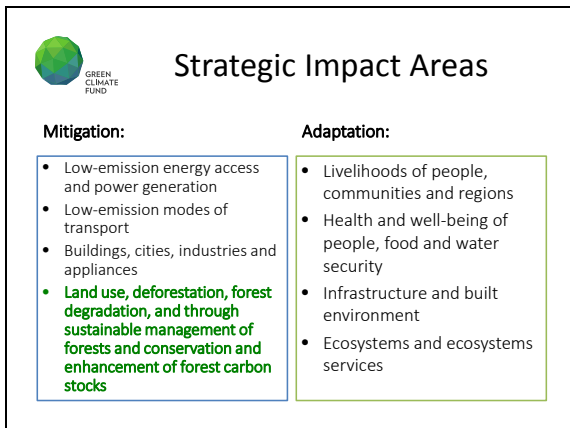 GREEN
CLIMATE
FUND
Strategic Impact Areas
Mitigation:
• Low-emission energy access
and power generation
• Low-emission modes of
transport
• Buildings, cities, industries and
appliances
• Land use, deforestation, forest
degradation, and through
sustainable management of
forests and conservation and
enhancement of forest carbon
stocks
Adaptation:
• Livelihoods of people,
communities and regions
• Health and well-being of
people, food and water
security
• Infrastructure and built
environment
• Ecosystems and ecosystems
services